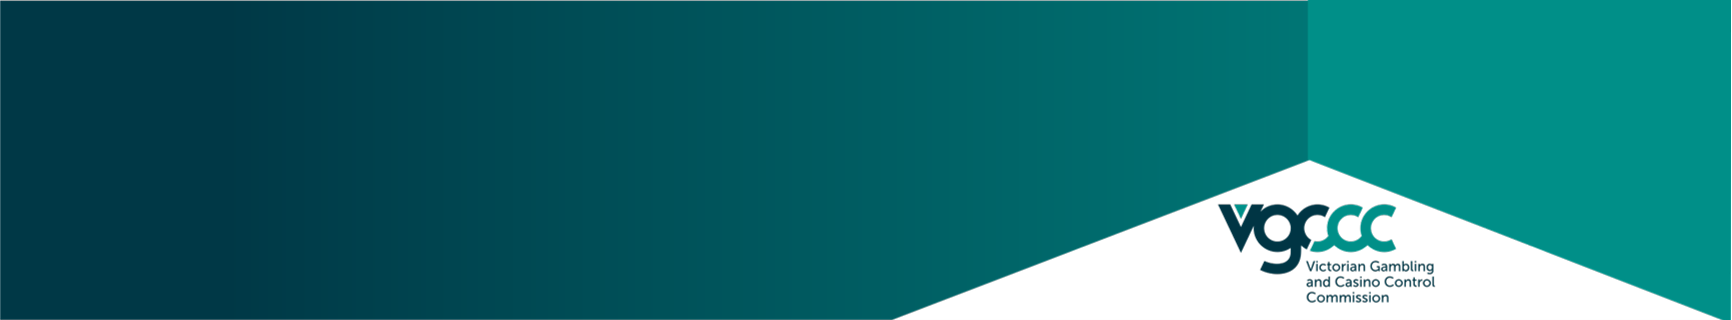 vgccc
Victorian Gambling
and Casino Control
Commission